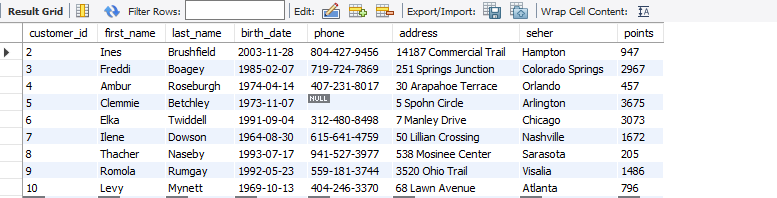 Result Grid Filter Rows: Edit: Export/Import: Wrap Cell Content:
customer_id first_name last_name birth_date phone address seher points
2 Ines Brushfield 2003-11-28 804-427-9456 14187 Commercial Trail Hampton 947
3 Freddi Boagey 1985-02-07 719-724-7869 251 Springs Junction Colorado Springs 2967
4 Ambur Roseburgh 1974-04-14 407-231-8017 30 Arapahoe Terrace Orlando 457
5 Clemmie Betchley 1973-11-07 NULL 5 Spohn Circle Arlington 3675
6 Elka Twiddell 1991-09-04 312-480-8498 7 Manley Drive Chicago 3073
7 Ilene Dowson 1964-08-30 615-641-4759 50 Lillian Crossing Nashville 1672
8 Thacher Naseby 1993-07-17 941-527-3977 538 Mosinee Center Sarasota 205
9 Romola Rumgay 1992-05-23 559-181-3744 3520 Ohio Trail Visalia 1486
10 Levy Mynett 1969-10-13 404-246-3370 68 Lawn Avenue Atlanta 796